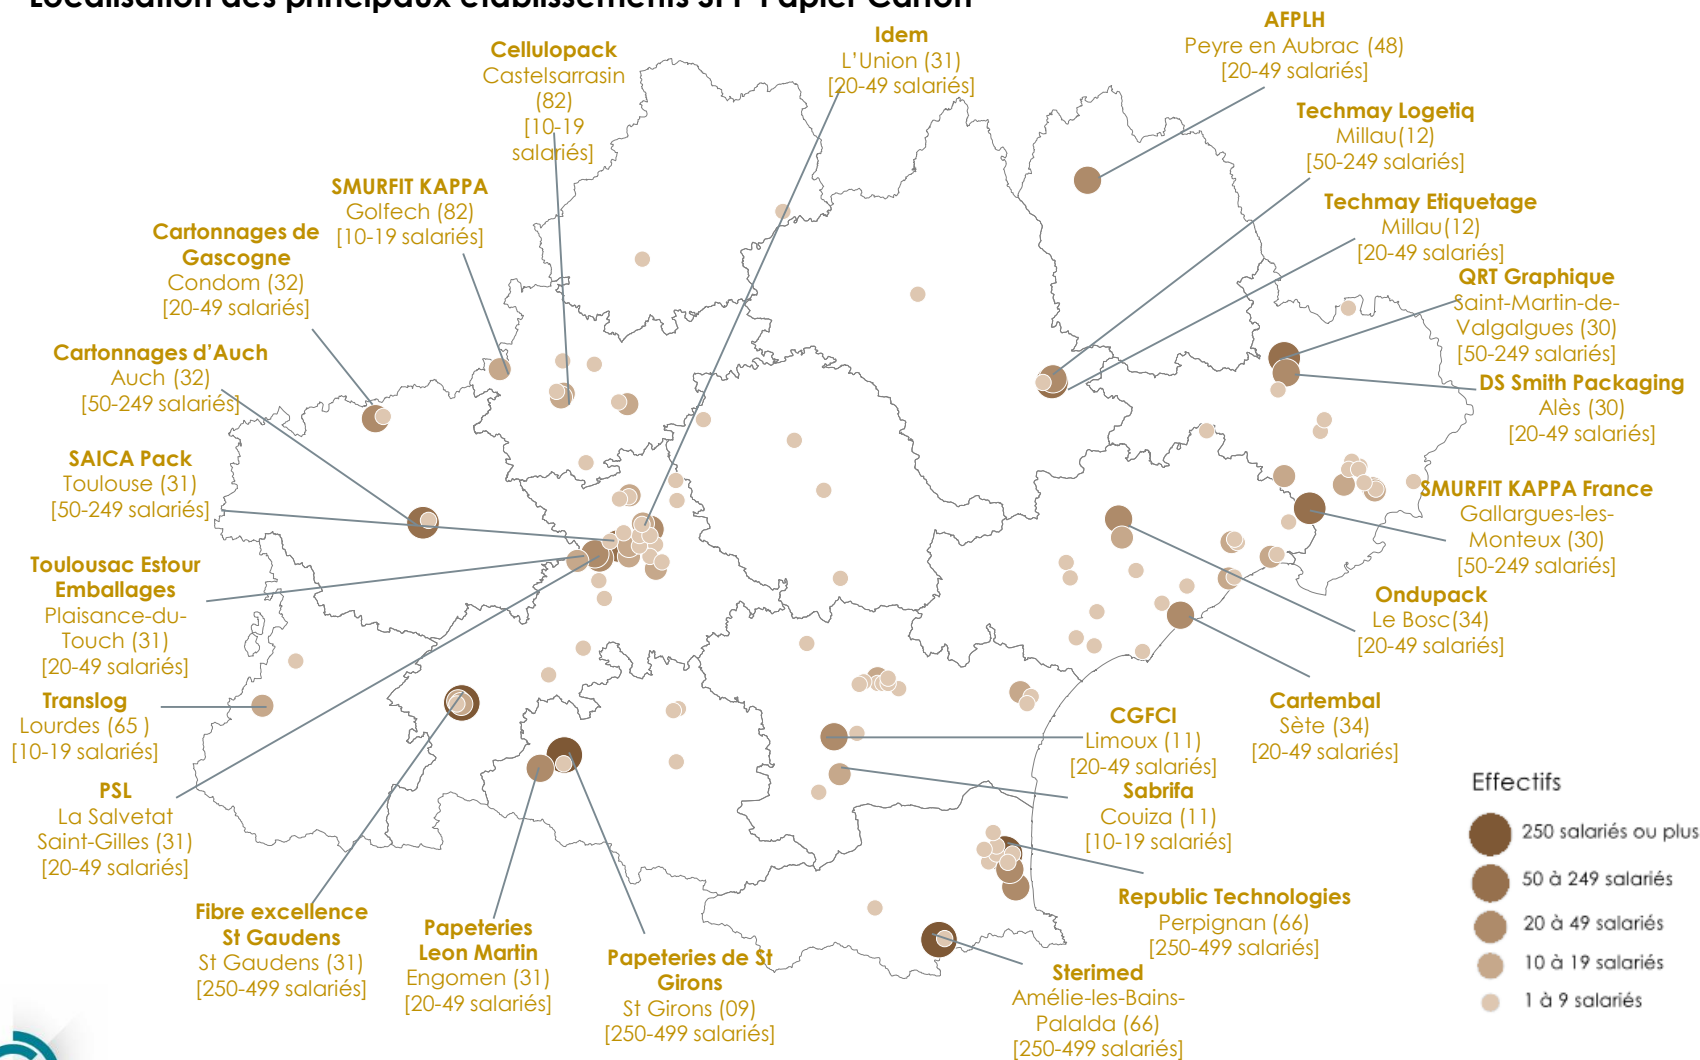 Localisation des principaux établissements SPI Papier Carton
Idem
L'Union (31)
[20-49 salariés]
AFPLH
Peyre en Aubrac (48)
[20-49 salariés]
Cellulopack
Castelsarrasin
(82)
[10-19
salariés]
Techmay Logetiq
Millau(12)
[50-249 salariés]
SMURFIT KAPPA
Golfech (82)
[10-19 salariés]
Techmay Etiquetage
Millau(12)
[20-49 salariés]
Cartonnages de
Gascogne
Condom (32)
[20-49 salariés]
QRT Graphique
Saint-Martin-de-
Valgalgues (30)
[50-249 salariés]
Cartonnages d'Auch
Auch (32)
[50-249 salariés]
DS Smith Packaging
Alès (30)
[20-49 salariés]
SAICA Pack
Toulouse (31)
[50-249 salariés]
SMURFIT KAPPA France
Gallargues-les-
Monteux (30)
[50-249 salariés]
Toulousac Estour
Emballages
Plaisance-du-
Touch (31)
[20-49 salariés]
Ondupack
Le Bosc(34)
[20-49 salariés]
Translog
Lourdes (65 )
[10-19 salariés]
Cartembal
Sète (34)
[20-49 salariés]
CGFCI
Limoux (11)
[20-49 salariés]
Sabrifa
Couiza (11)
[10-19 salariés]
PSL
La Salvetat
Saint-Gilles (31)
[20-49 salariés]
Republic Technologies
Perpignan (66)
[250-499 salariés]
Fibre excellence
St Gaudens
St Gaudens (31)
[250-499 salariés]
Papeteries
Leon Martin
Engomen (31)
[20-49 salariés]
Papeteries de St
Girons
St Girons (09)
[250-499 salariés]
Sterimed
Amélie-les-Bains-
Palalda (66)
[250-499 salariés]
Effectifs
250 salariés ou plus
50 à 249 salariés
20 à 49 salariés
10 à 19 salariés
1 à 9 salariés